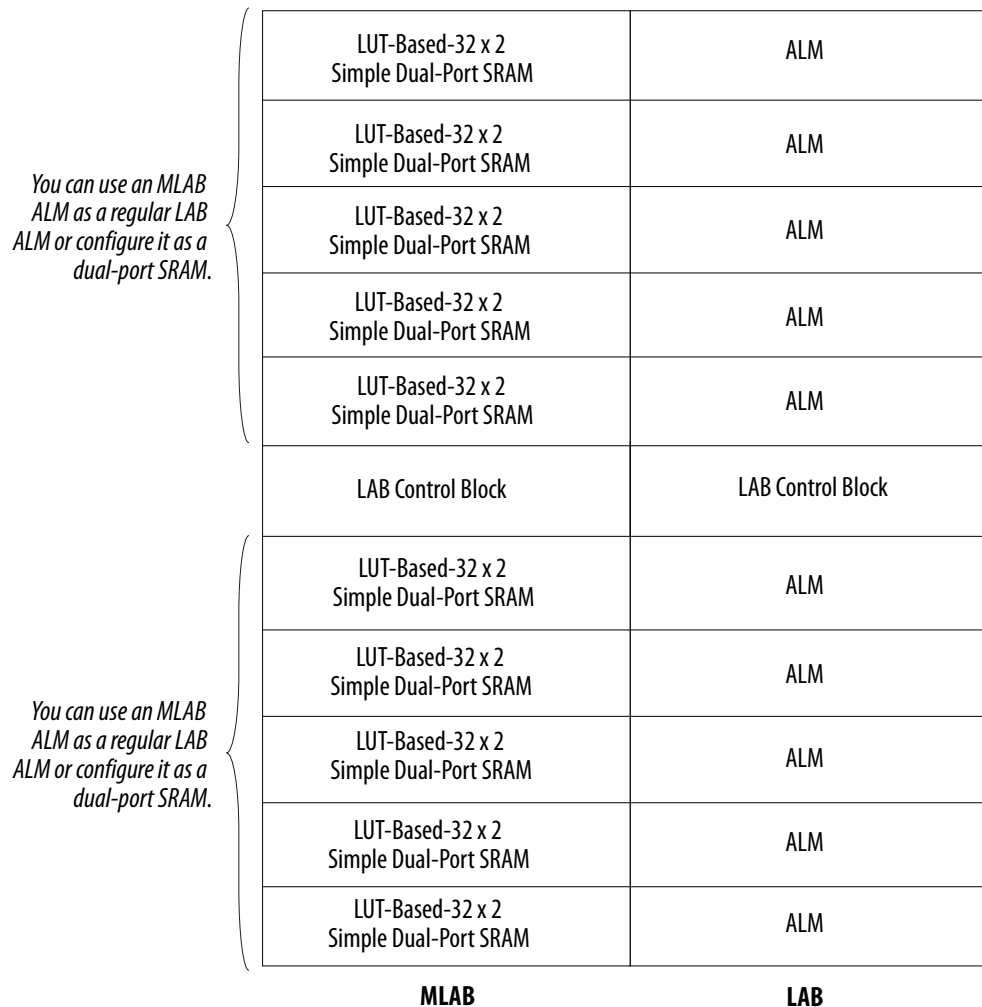 LUT-Based-32 x 2
Simple Dual-Port SRAM
ALM
LUT-Based-32 x 2
Simple Dual-Port SRAM
ALM
You can use an MLAB
ALM as a regular LAB
ALM or configure it as a
dual-port SRAM.
LUT-Based-32 x 2
Simple Dual-Port SRAM
ALM
LUT-Based-32 x 2
Simple Dual-Port SRAM
ALM
LUT-Based-32 x 2
Simple Dual-Port SRAM
ALM
LAB Control Block
LAB Control Block
LUT-Based-32 x 2
Simple Dual-Port SRAM
ALM
LUT-Based-32 x 2
Simple Dual-Port SRAM
ALM
You can use an MLAB
ALM as a regular LAB
ALM or configure it as a
dual-port SRAM.
LUT-Based-32 x 2
Simple Dual-Port SRAM
ALM
LUT-Based-32 x 2
Simple Dual-Port SRAM
ALM
LUT-Based-32 x 2
Simple Dual-Port SRAM
ALM
MLAB
LAB